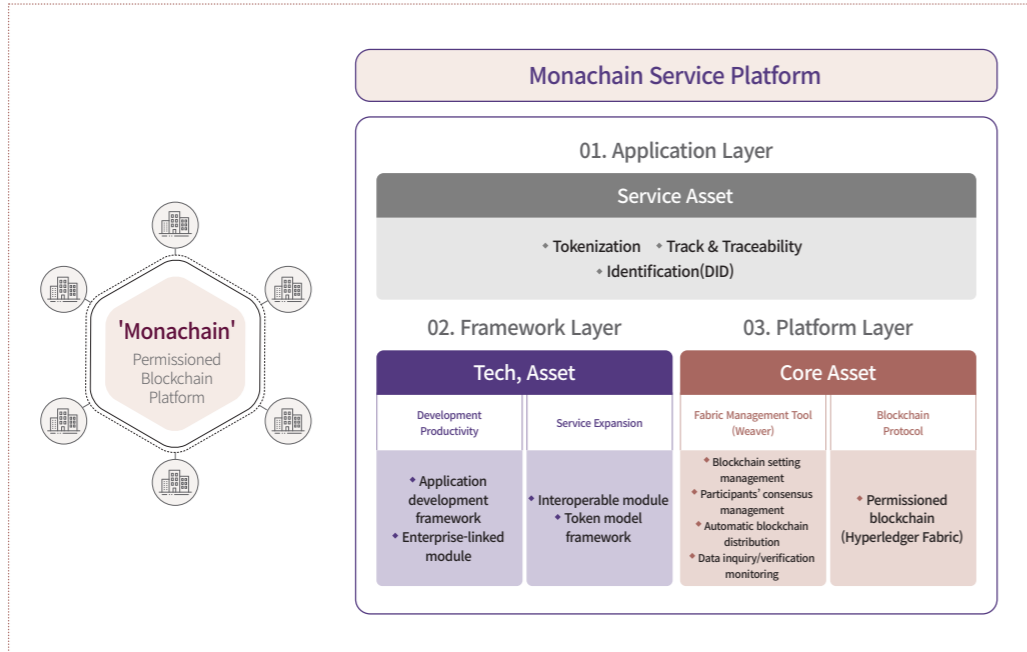 Monachain Service Platform
'Monachain'
Permissioned
Blockchain
Platform
01. Application Layer
Service Asset
Tokenization
Track & Traceability
Identification(DID)
02. Framework Layer
Tech, Asset
Development
Productivity
Application
development
framework
Enterprise-linked
module
Service Expansion
Interoperable module
Token model
framework
03. Platform Layer
Core Asset
Fabric Management Tool
(Weaver)
Blockchain setting
management
Participants' consensus
management
Automatic blockchain
distribution
Data inquiry/verification
monitoring
Blockchain
Protocol
Permissioned
blockchain
(Hyperledger Fabric)